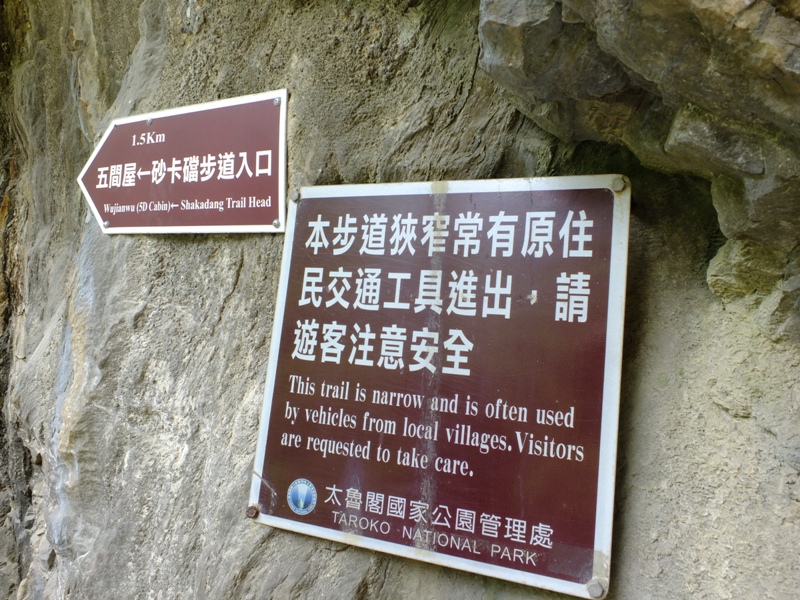 1.5Km
五間屋←砂卡礑步道入口
Wujianwu (5D Cabin)← Shakadang Trail Head
本步道狹窄常有原住
民交通工具進出，請
遊客注意安全
This trail is narrow and is often used
by vehicles from local villages. Visitors
are requested to take care.
太魯閣國家公園管理處
TAROKO NATIONAL PARK